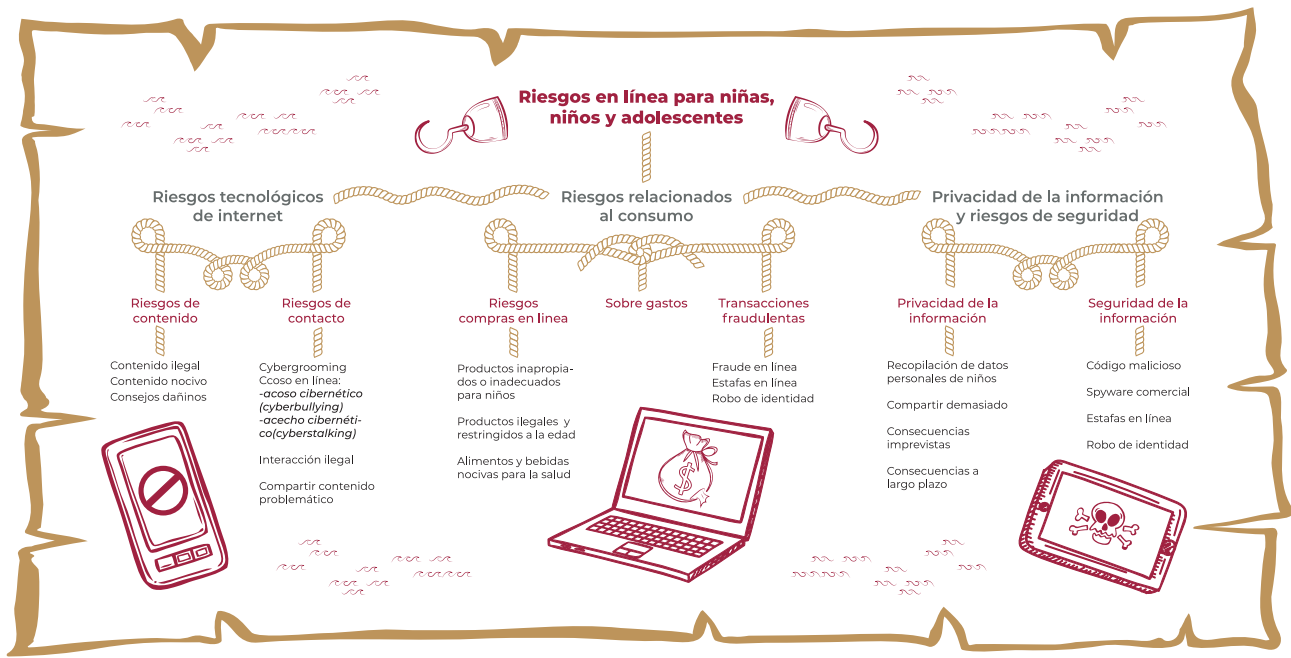 Riesgos en línea para niñas,
niños y adolescentes
Riesgos tecnológicos
de internet
Riesgos relacionados
al consumo
Privacidad de la información
y riesgos de seguridad
Riesgos de
contenido
Contenido ilegal
Contenido nocivo
Consejos dañinos
Riesgos de
contacto
Cybergrooming
Ccoso en línea:
-acoso cibernético
(cyberbullying)
-acecho cibernéti-
co(cyberstalking)
Interacción ilegal
Compartir contenido
problemático
Riesgos
compras en linea
Productos inapropia-
dos o inadecuados
para niños
Productos ilegales y
restringidos a la edad
Alimentos y bebidas
nocivas para la salud
Sobre gastos
Transacciones
fraudulentas
Fraude en línea
Estafas en línea
Robo de identidad
$
Privacidad de la
información
Recopilación de datos
personales de niños
Compartir demasiado
Consecuencias
imprevistas
Consecuencias a
largo plazo
Seguridad de la
información
Código malicioso
Spyware comercial
Estafas en línea
Robo de identidad